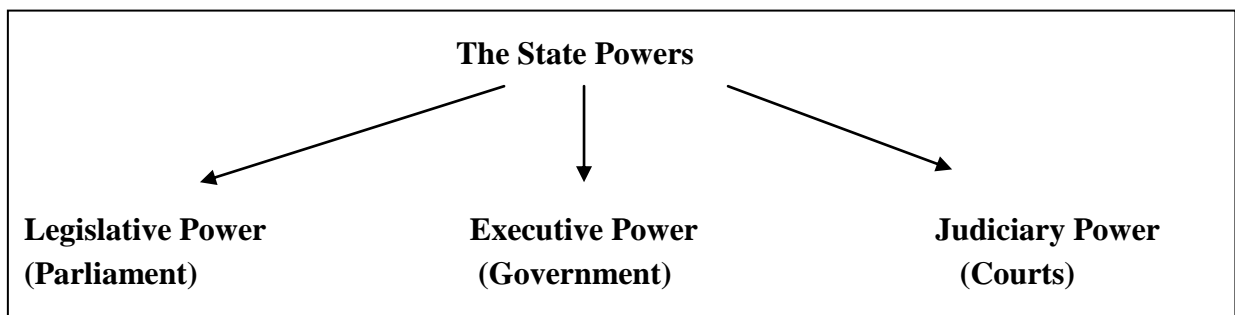 The State Powers
Legislative Power Executive Power Judiciary Power
(Parliament) (Government) (Courts)